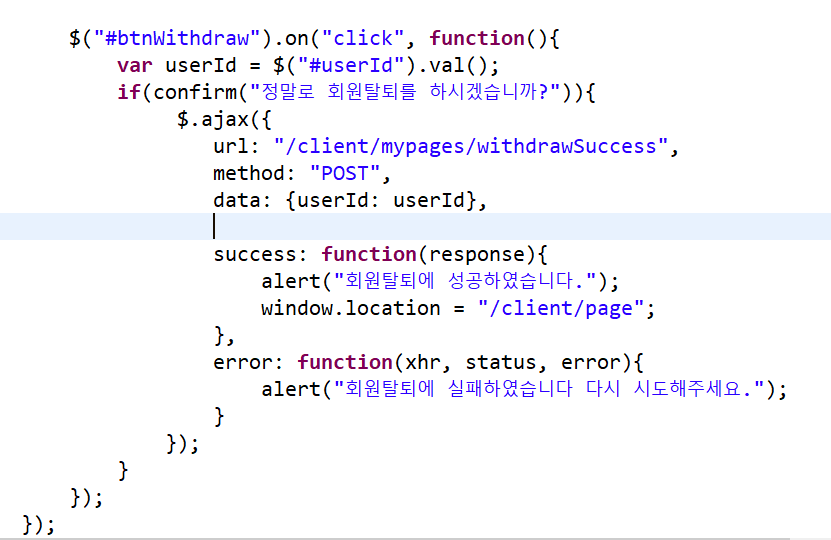 $("#btnWithdraw").on("click", function(){
var userId = $("#userId").val();
if(confirm("정말로 회원탈퇴를 하시겠습니까?")){
$.ajax({
url: "/client/mypages/withdrawSuccess",
method: "POST",
data: {userId: userId},
success: function(response){
alert("회원탈퇴에 성공하였습니다.");
window.location = "/client/page";
},
error: function(xhr, status, error){
alert("회원탈퇴에 실패하였습니다 다시 시도해주세요.");
}
});
}
});
});